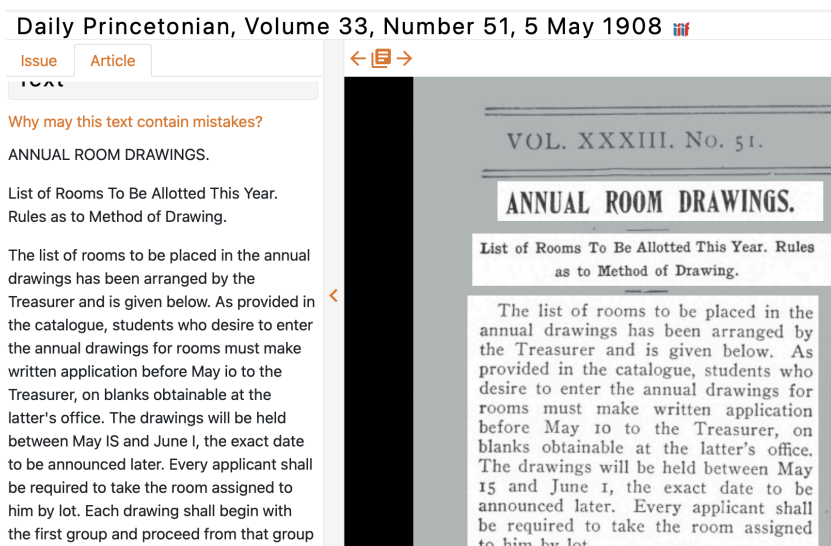 Daily Princetonian, Volume 33, Number 51, 5 May 1908 iiif
Issue
Article
Text
Why may this text contain mistakes?
ANNUAL ROOM DRAWINGS.
List of Rooms To Be Allotted This Year.
Rules as to Method of Drawing.
The list of rooms to be placed in the annual
drawings has been arranged by the
Treasurer and is given below. As provided in
the catalogue, students who desire to enter
the annual drawings for rooms must make
written application before May io to the
Treasurer, on blanks obtainable at the
latter's office. The drawings will be held
between May IS and June I, the exact date
to be announced later. Every applicant shall
be required to take the room assigned to
him by lot. Each drawing shall begin with
the first group and proceed from that group
VOL. XXXIII. No. 51.
ANNUAL ROOM DRAWINGS.
List of Rooms To Be Allotted This Year. Rules
as to Method of Drawing.
The list of rooms to be placed in the
annual drawings has been arranged by
the Treasurer and is given below. As
provided in the catalogue, students who
desire to enter the annual drawings for
rooms must make written application
before May 10 to the Treasurer, on
blanks obtainable at the latter's office.
The drawings will be held between May
15 and June 1, the exact date to be
announced later. Every applicant shall
be required to take the room assigned
to him by lot